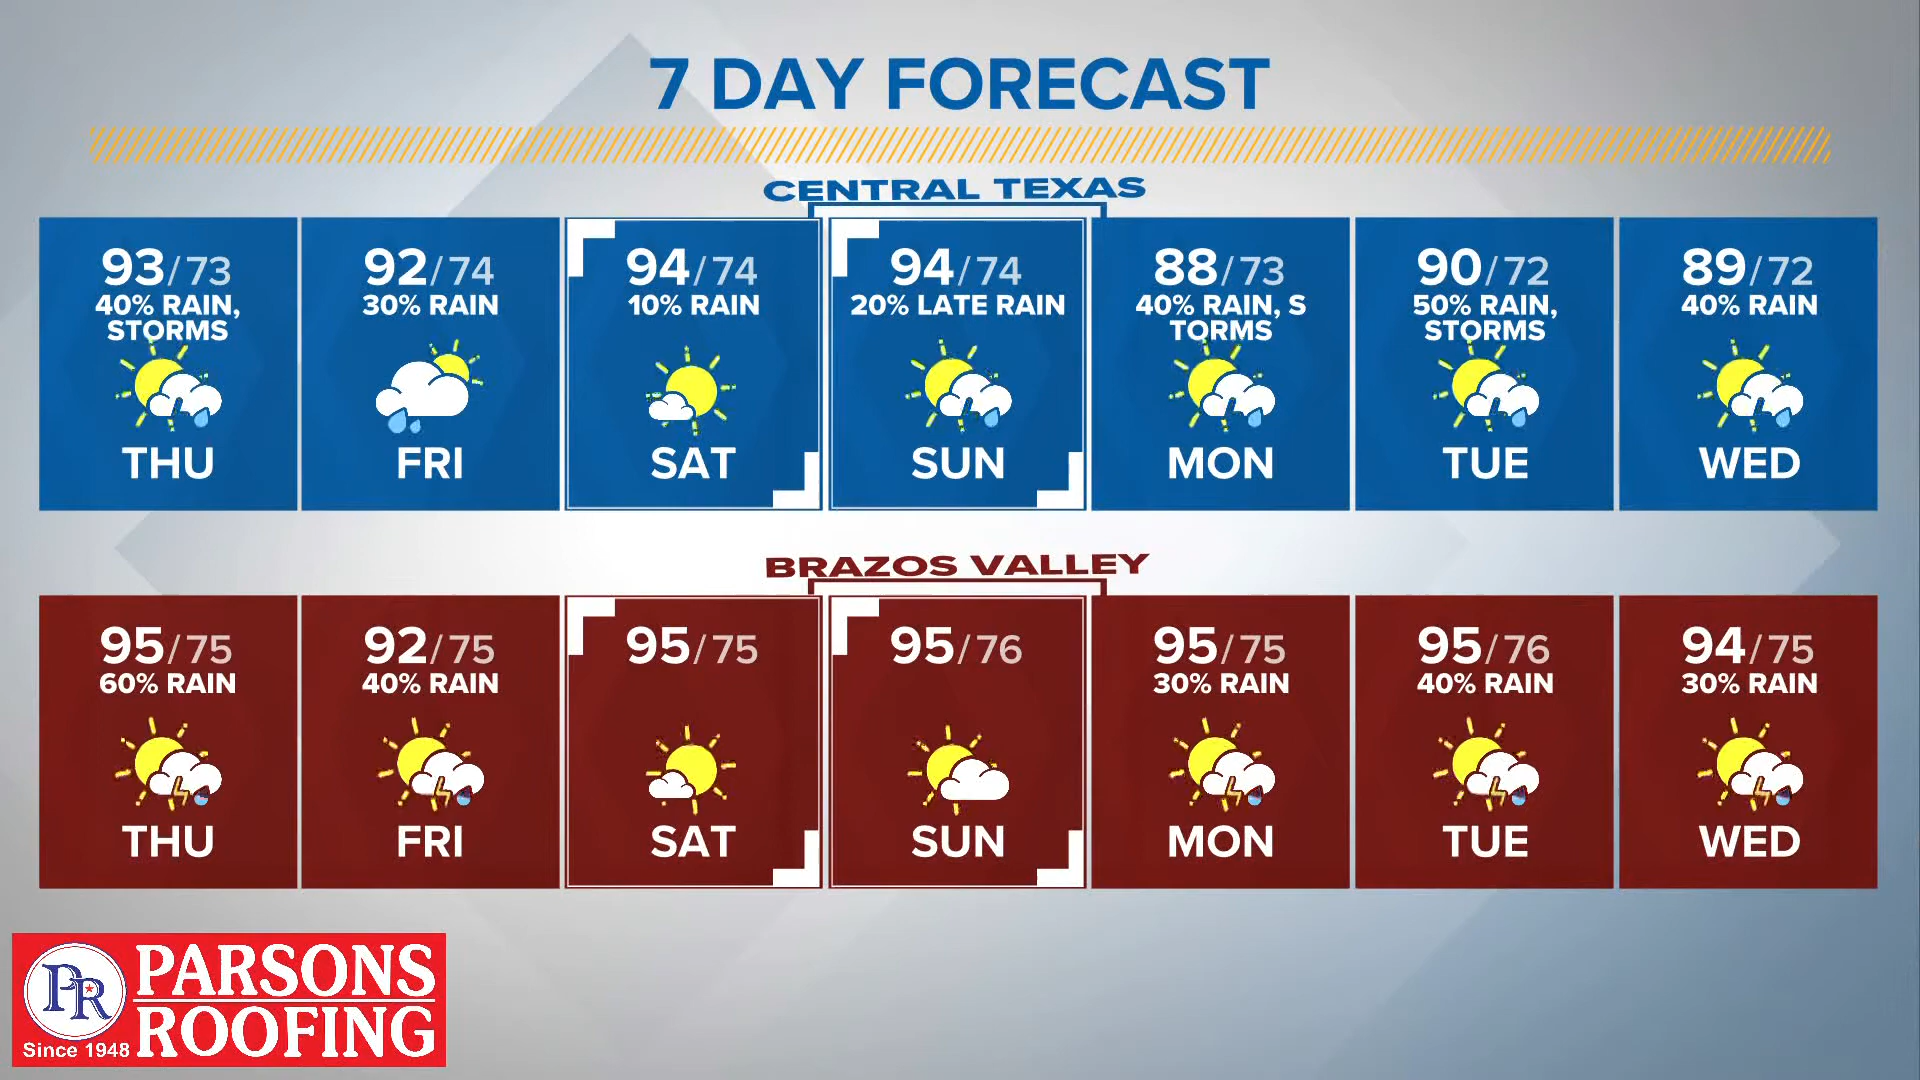 7 DAY FORECAST
CENTRAL TEXAS
93/73
40% RAIN,
STORMS
THU
92/74
30% RAIN
FRI
94/74
10% RAIN
SAT
94/74
20% LATE RAIN
SUN
88/73
40% RAIN, S
TORMS
MON
90/72
50% RAIN,
STORMS
TUE
89/72
40% RAIN
WED
BRAZOS VALLEY
95/75
60% RAIN
THU
92/75
40% RAIN
FRI
95/75
SAT
95/76
SUN
95/75
30% RAIN
MON
95/76
40% RAIN
TUE
94/75
30% RAIN
WED
PR
Since 1948
PARSONS
ROOFING